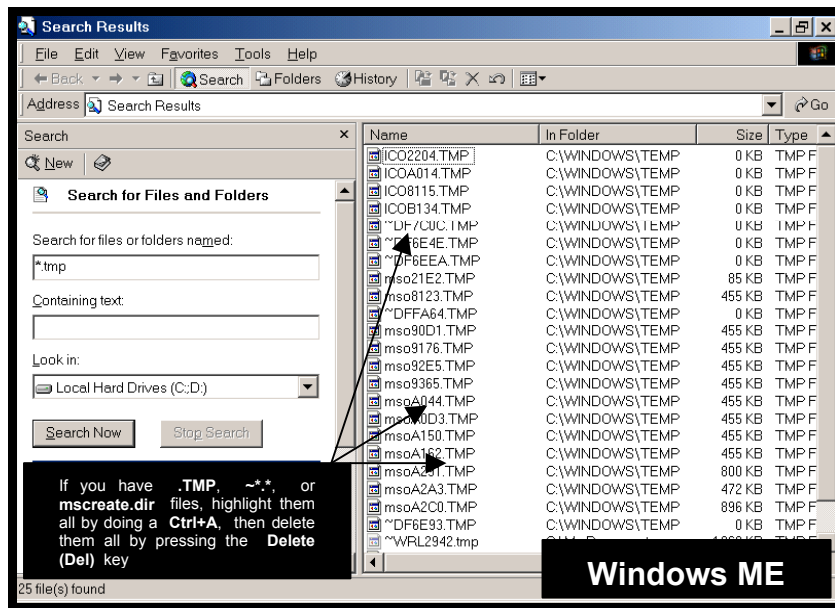 Search Results
File Edit View Favorites Tools Help
Back Search Folders History
Address Search Results Go
Search
New
Search for Files and Folders
Search for files or folders named:
*.tmp
Containing text:
Look in:
Local Hard Drives (C:;D:)
Search Now Stop Search
If you have .TMP, ~*.*, or
mscreate.dir files, highlight them
all by doing a Ctrl+A, then delete
them all by pressing the Delete
(Del) key
Name In Folder Size Type
ICO2204.TMP C:\WINDOWS\TEMP 0 KB TMP F
ICOA014.TMP C:\WINDOWS\TEMP 0 KB TMP F
ICO8115.TMP C:\WINDOWS\TEMP 0 KB TMP F
ICOB134.TMP C:\WINDOWS\TEMP 0 KB TMP F
~DF7C0C.TMP C:\WINDOWS\TEMP 0 KB TMP F
~DF6E4E.TMP C:\WINDOWS\TEMP 0 KB TMP F
~DF6EEA.TMP C:\WINDOWS\TEMP 0 KB TMP F
mso21E2.TMP C:\WINDOWS\TEMP 85 KB TMP F
mso8123.TMP C:\WINDOWS\TEMP 455 KB TMP F
~DFFA64.TMP C:\WINDOWS\TEMP 0 KB TMP F
mso90D1.TMP C:\WINDOWS\TEMP 455 KB TMP F
mso9176.TMP C:\WINDOWS\TEMP 455 KB TMP F
mso92E5.TMP C:\WINDOWS\TEMP 455 KB TMP F
mso9365.TMP C:\WINDOWS\TEMP 455 KB TMP F
msoA044.TMP C:\WINDOWS\TEMP 455 KB TMP F
msoA0D3.TMP C:\WINDOWS\TEMP 455 KB TMP F
msoA150.TMP C:\WINDOWS\TEMP 455 KB TMP F
msoA162.TMP C:\WINDOWS\TEMP 455 KB TMP F
C:\WINDOWS\TEMP 800 KB TMP F
msoA2A3.TMP C:\WINDOWS\TEMP 472 KB TMP F
msoA2C0.TMP C:\WINDOWS\TEMP 896 KB TMP F
~DF6E93.TMP C:\WINDOWS\TEMP 0 KB TMP F
~WRL2942.tmp
Windows ME
25 file(s) found